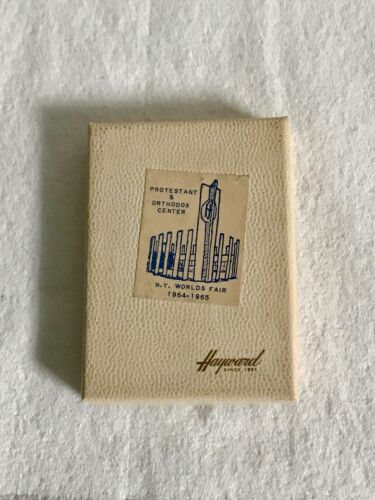 PROTESTANT
&
ORTHODOX
CENTER
N.Y. WORLDS FAIR
1964-1965
Hayward
SINCE 1851